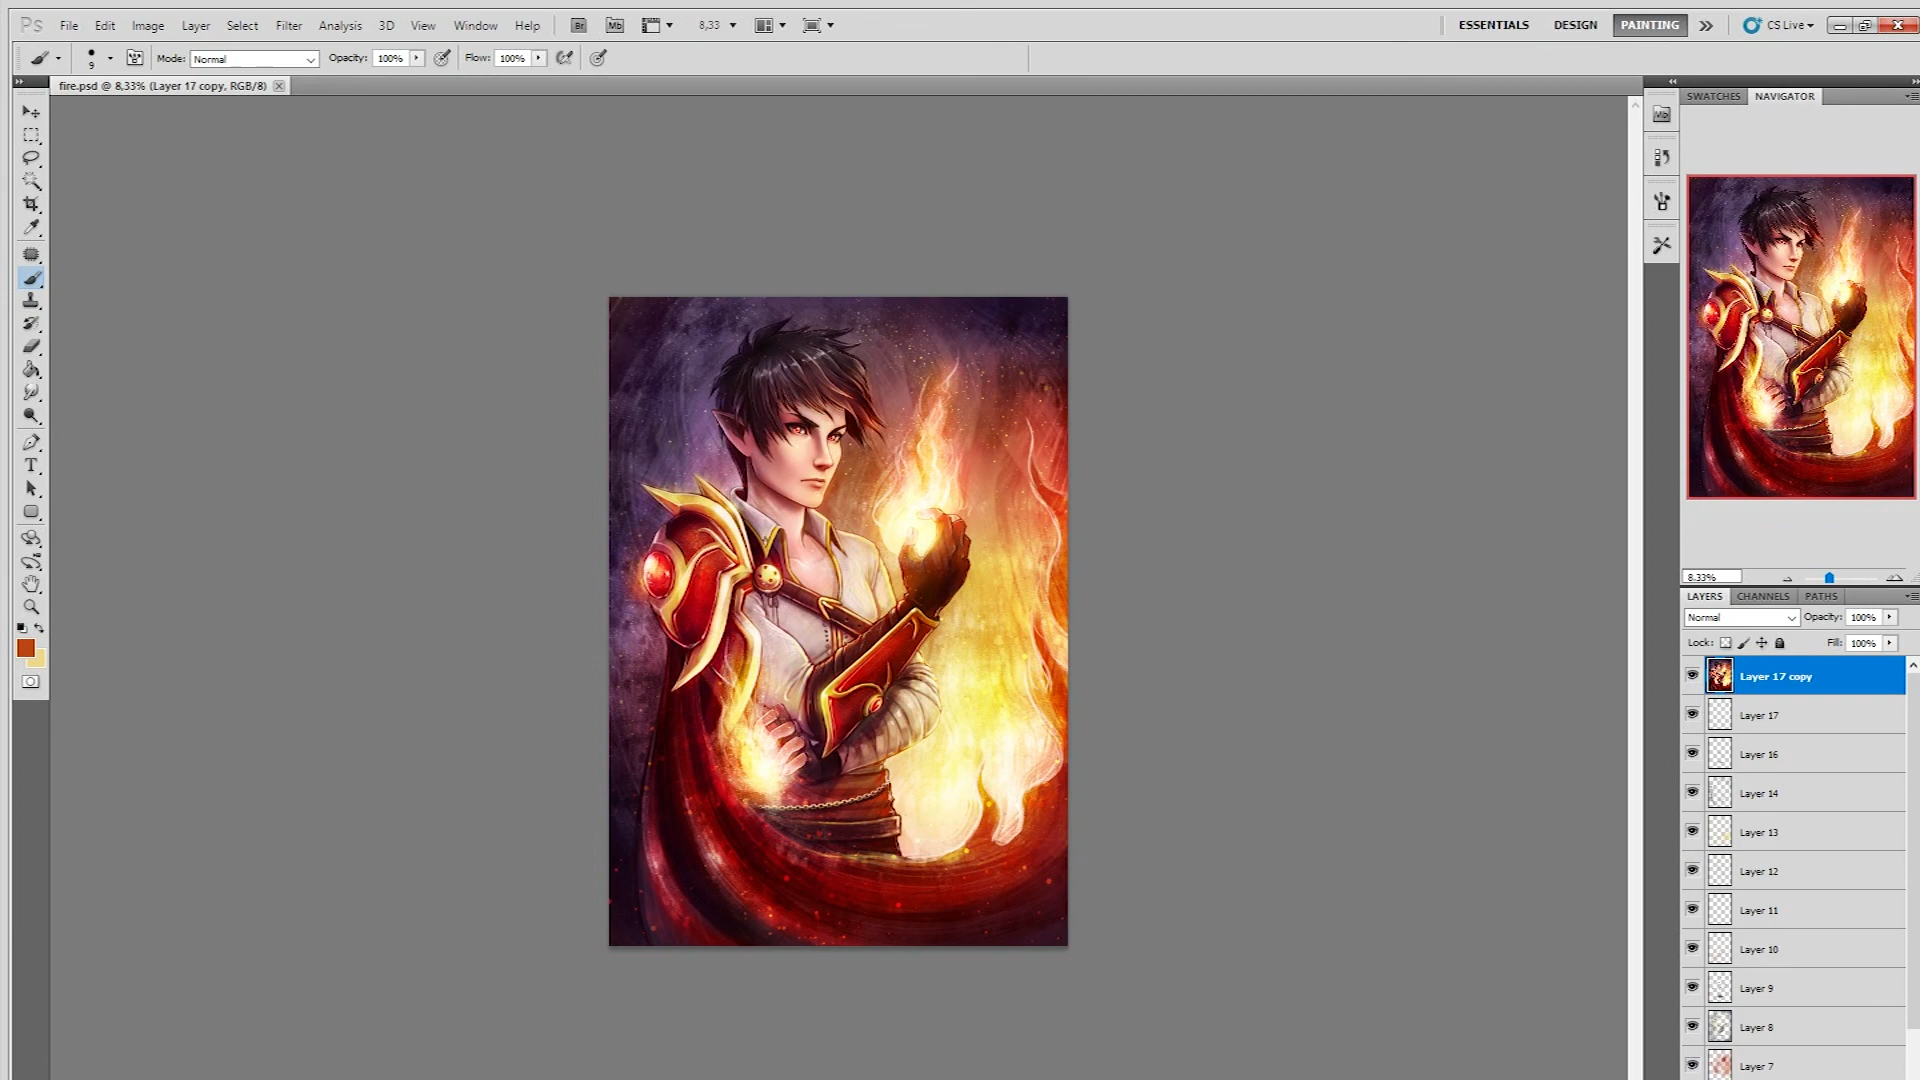 Ps File Edit Image Layer Select Filter Analysis 3D View Window Help Br Mb 8,33 ESSENTIALS DESIGN PAINTING CS Live
9 Mode: Normal Opacity: 100% Flow: 100%
fire.psd @ 8,33% (Layer 17 copy, RGB/8)
SWATCHES NAVIGATOR
Mb
T
8.33%
LAYERS CHANNELS PATHS
Normal Opacity: 100%
Lock: Fill: 100%
Layer 17 copy
Layer 17
Layer 16
Layer 14
Layer 13
Layer 12
Layer 11
Layer 10
Layer 9
Layer 8
Layer 7